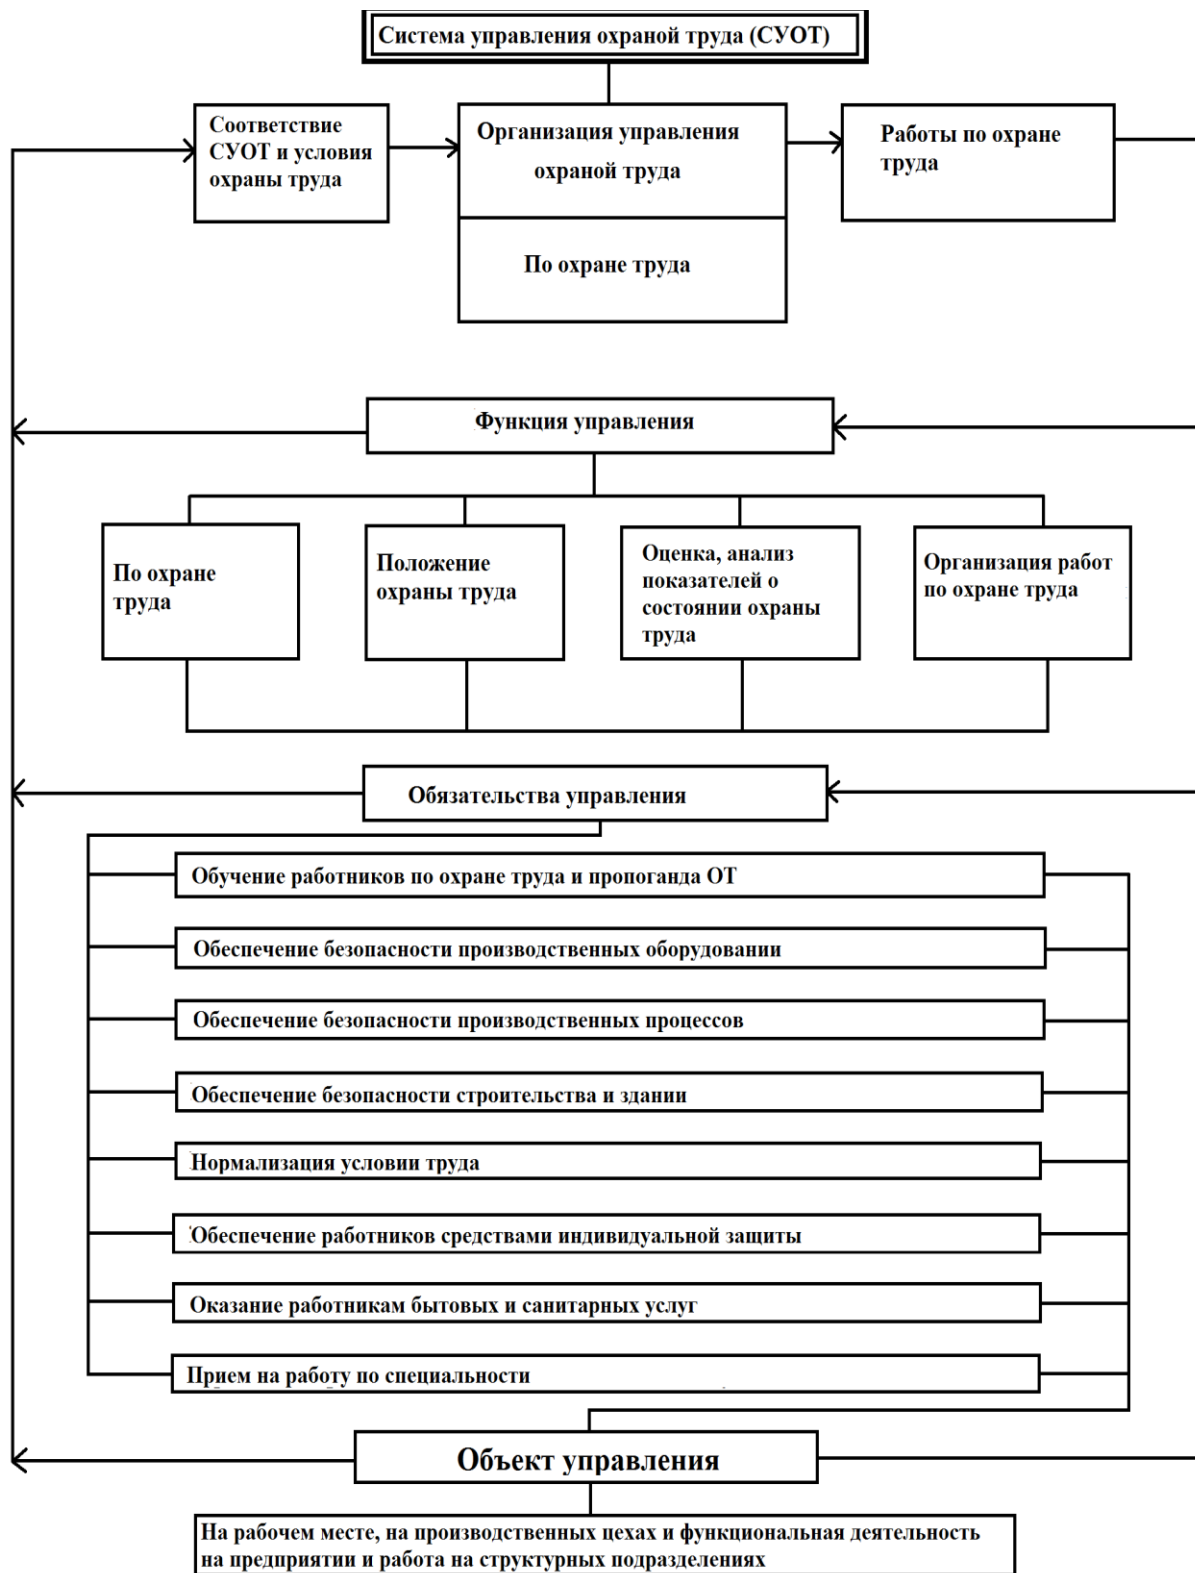 Система управления охраной труда (СУОТ)
Соответствие
СУОТ и условия
охраны труда
Организация управления
охраной труда
По охране труда
Работы по охране
труда
Функция управления
По охране
труда
Положение
охраны труда
Оценка, анализ
показателей о
состоянии охраны
труда
Организация работ
по охране труда
Обязательства управления
Обучение работников по охране труда и пропоганда ОТ
Обеспечение безопасности производственных оборудовании
Обеспечение безопасности производственных процессов
Обеспечение безопасности строительства и здании
Нормализация условии труда
Обеспечение работников средствами индивидуальной защиты
Оказание работникам бытовых и санитарных услуг
Прием на работу по специальности
Объект управления
На рабочем месте, на производственных цехах и функциональная деятельность
на предприятии и работа на структурных подразделениях